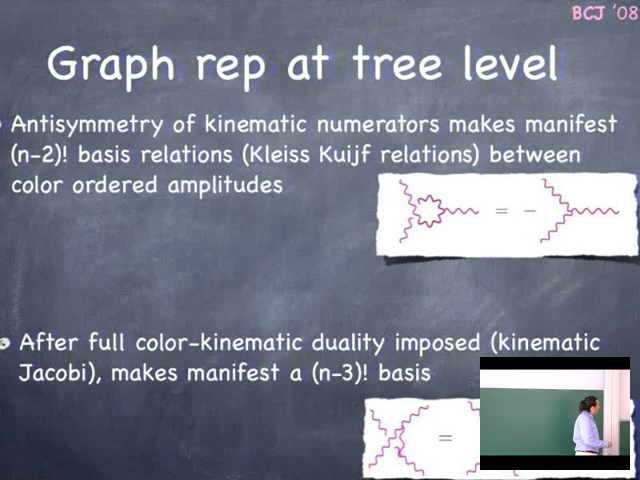 BCJ '08
Graph rep at tree level
Antisymmetry of kinematic numerators makes manifest
(n-2)! basis relations (Kleiss Kuijf relations) between
color ordered amplitudes
= -
After full color-kinematic duality imposed (kinematic
Jacobi), makes manifest a (n-3)! basis
=